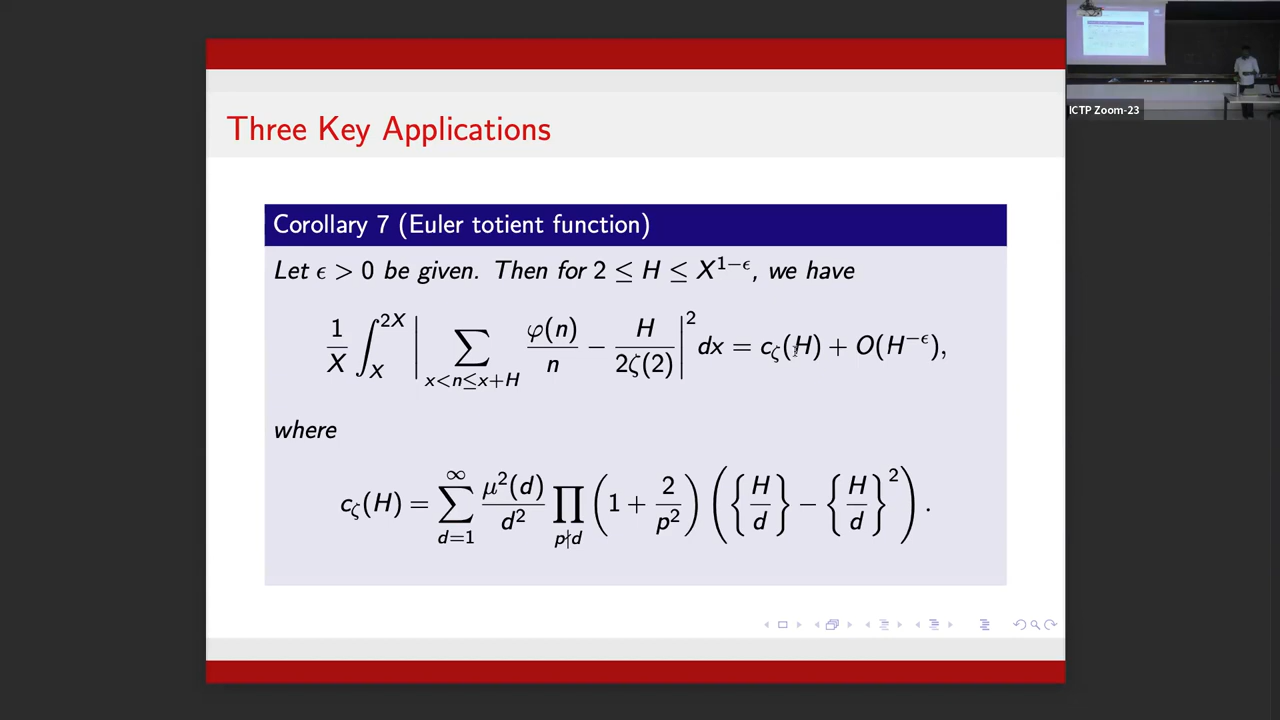 ICTP Zoom-23
Three Key Applications
Corollary 7 (Euler totient function)
Let ϵ > 0 be given. Then for 2 ≤ H ≤ X^{1−ϵ}, we have
\frac{1}{X} \int_X^{2X} \left| \sum_{x<n≤x+H} \frac{φ(n)}{n} − \frac{H}{2ζ(2)} \right|^2 dx = c_ζ(H) + O(H^{−ϵ}),
where
c_ζ(H) = \sum_{d=1}^{∞} \frac{μ^2(d)}{d^2} \prod_{p∤d} \left( 1 + \frac{2}{p^2} \right) \left( \left\{ \frac{H}{d} \right\} − \left\{ \frac{H}{d} \right\}^2 \right).